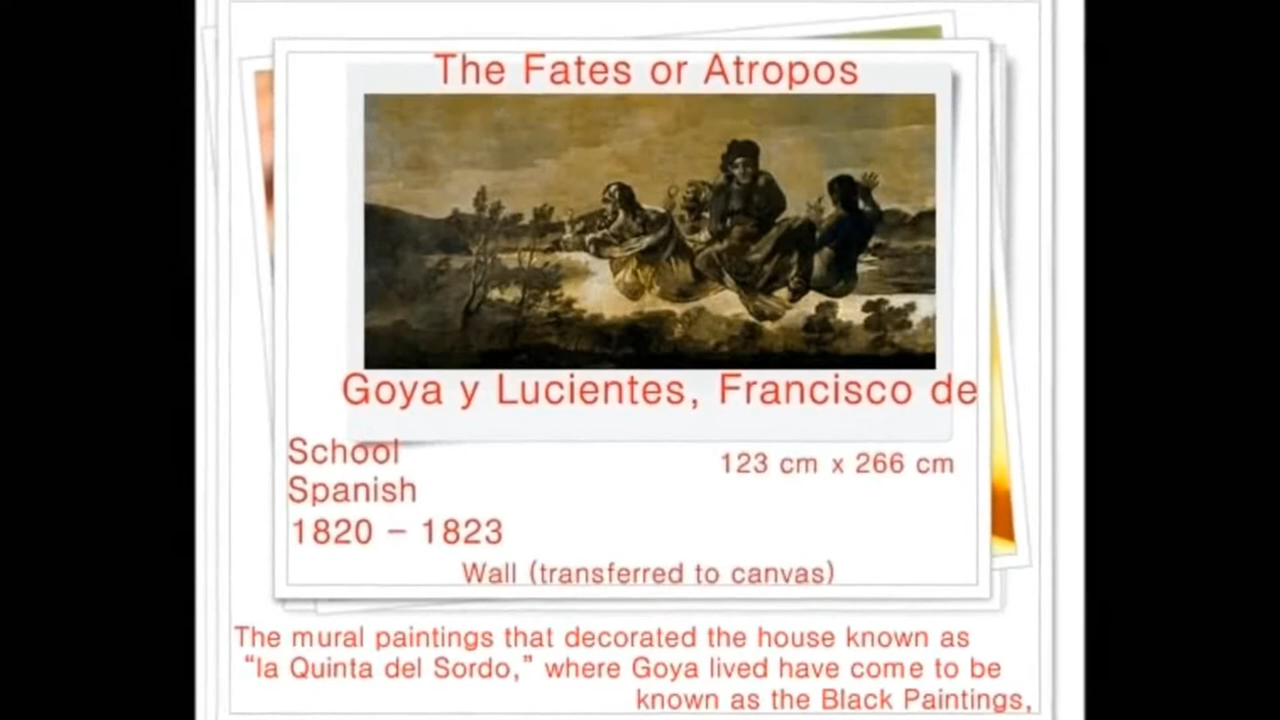 The Fates or Atropos
Goya y Lucientes, Francisco de
School
Spanish
123 cm x 266 cm
1820 – 1823
Wall (transferred to canvas)
The mural paintings that decorated the house known as
“la Quinta del Sordo,” where Goya lived have come to be
known as the Black Paintings,